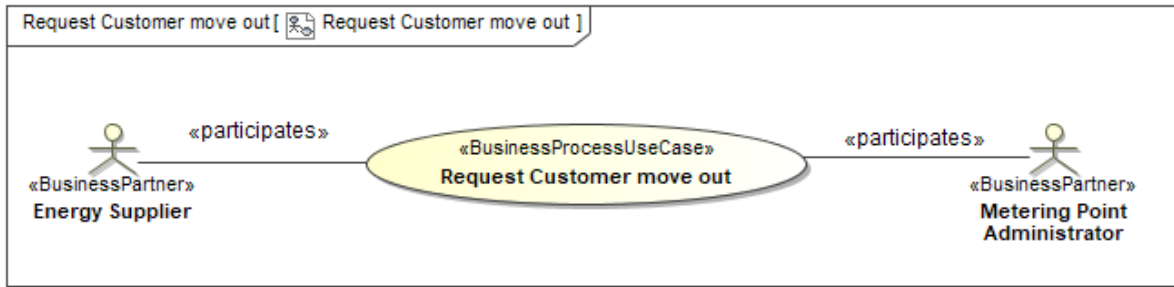 Request Customer move out [ Request Customer move out ]
«participates»
«participates»
«BusinessProcessUseCase»
Request Customer move out
«BusinessPartner»
Energy Supplier
«BusinessPartner»
Metering Point
Administrator